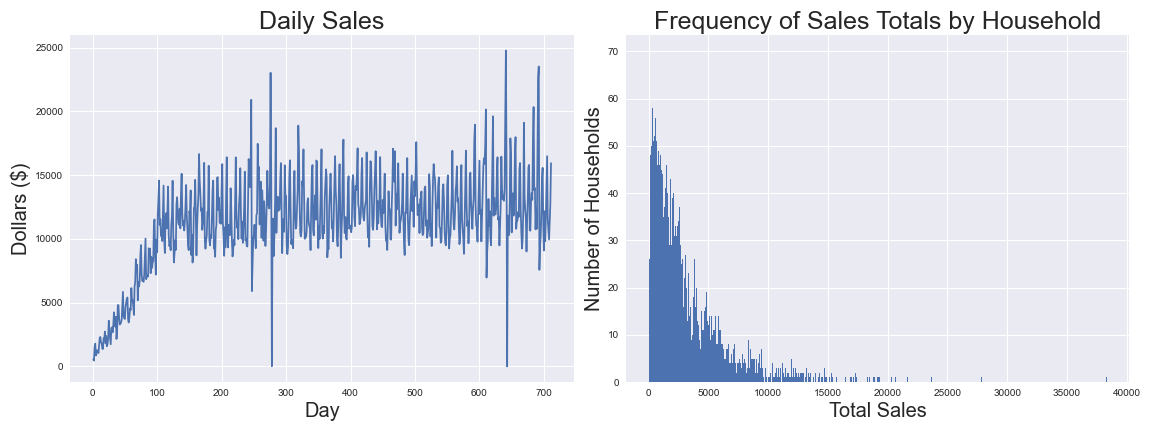 Daily Sales
Dollars ($)
25000
20000
15000
10000
5000
0
0 100 200 300 400 500 600 700
Day
Frequency of Sales Totals by Household
Number of Households
70
60
50
40
30
20
10
0
0 5000 10000 15000 20000 25000 30000 35000 40000
Total Sales